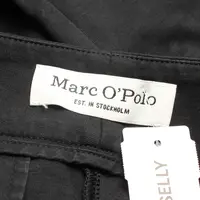 Marc O'Polo
EST. IN STOCKHOLM
SELLY